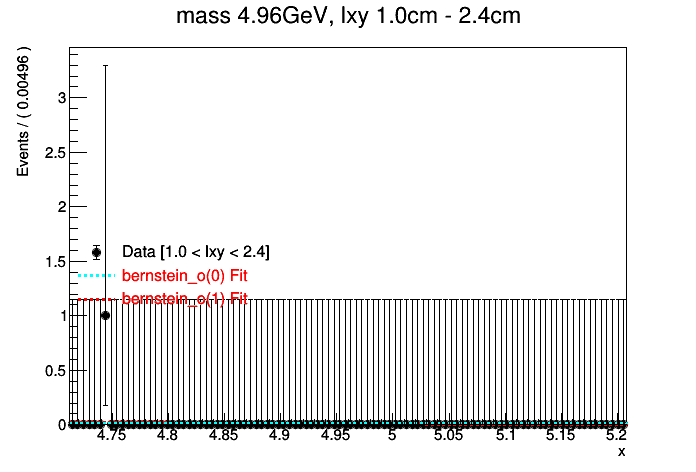 mass 4.96GeV, lxy 1.0cm - 2.4cm
Events / ( 0.00496 )
3
2.5
2
1.5
1
0.5
0
Data [1.0 < lxy < 2.4]
bernstein_o(0) Fit
bernstein_o(1) Fit
4.75 4.8 4.85 4.9 4.95 5 5.05 5.1 5.15 5.2
x